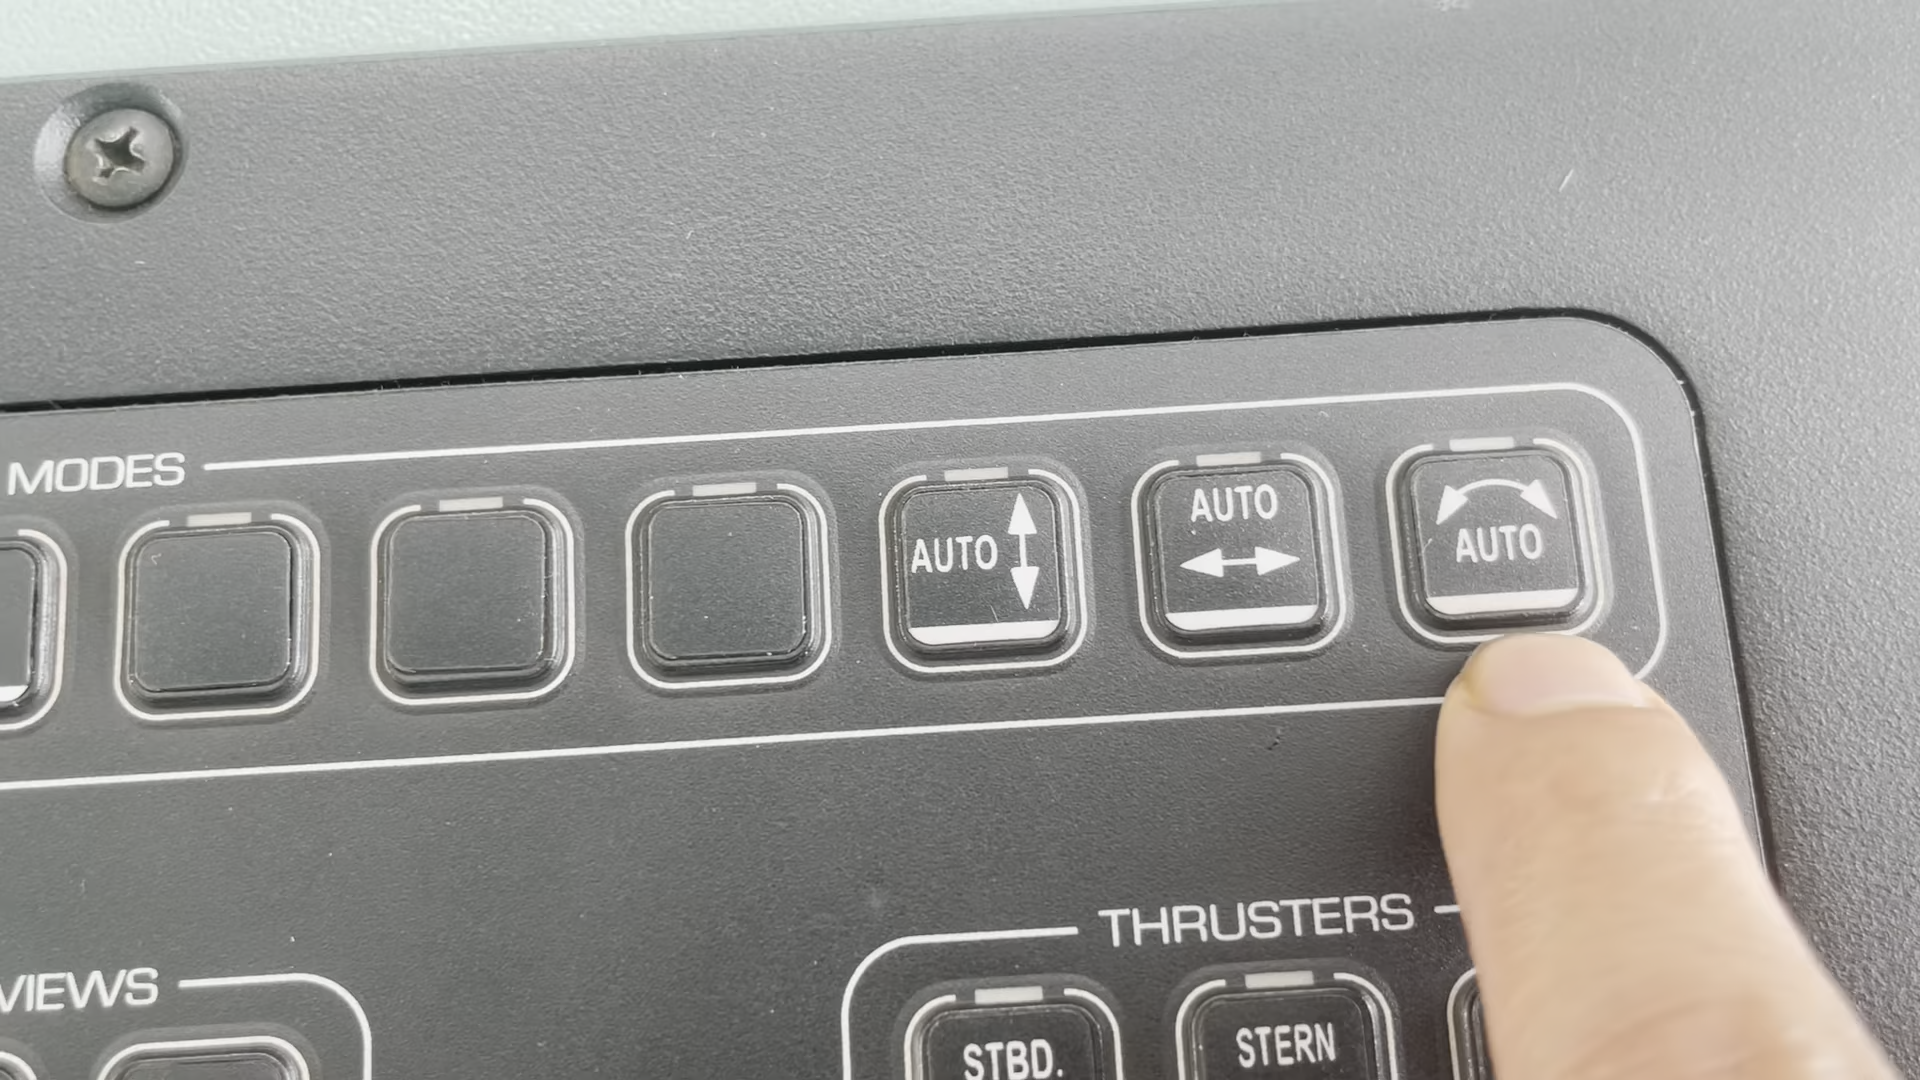 MODES
AUTO
AUTO
AUTO
THRUSTERS
VIEWS
STBD.
STERN